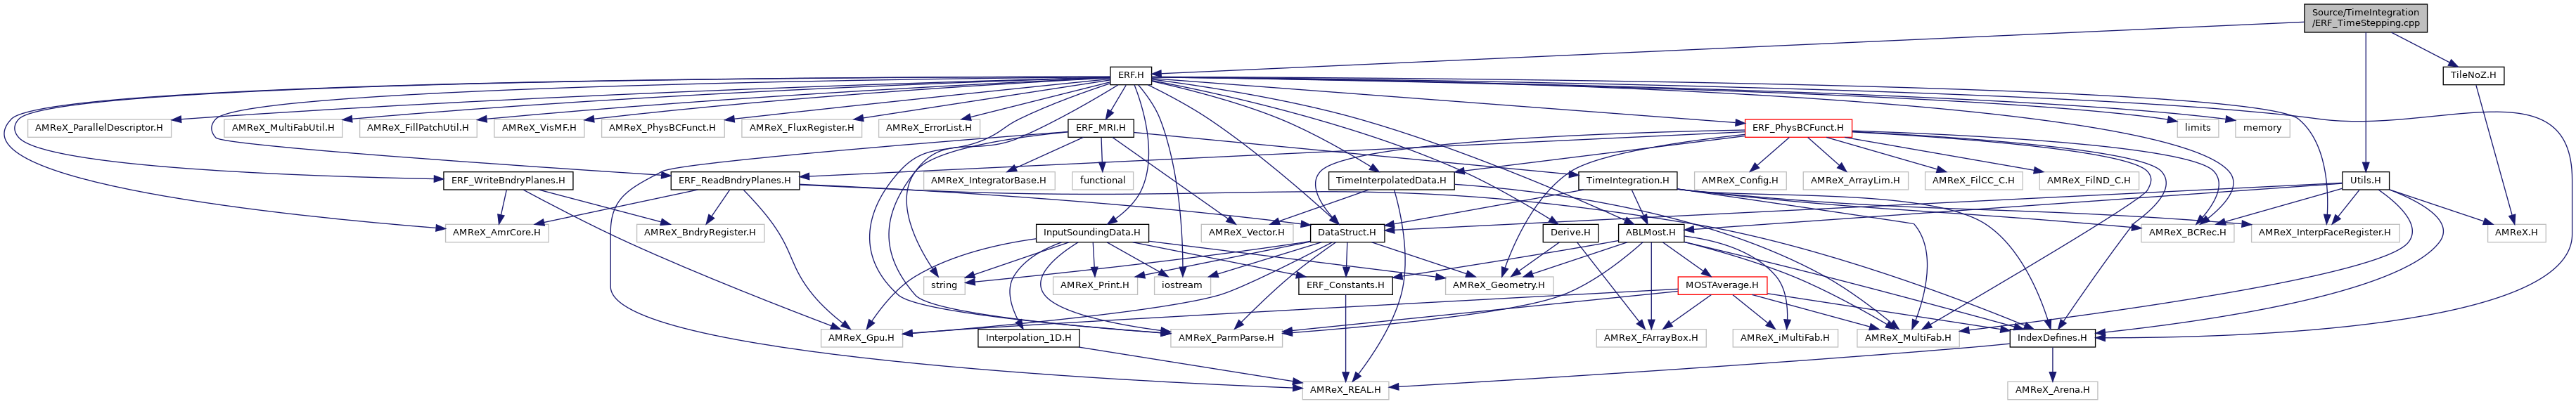 Source/TimeIntegration
/ERF_TimeStepping.cpp
ERF.H
TileNoZ.H
AMReX_ParallelDescriptor.H
AMReX_MultiFabUtil.H
AMReX_FillPatchUtil.H
AMReX_VisMF.H
AMReX_PhysBCFunct.H
AMReX_FluxRegister.H
AMReX_ErrorList.H
ERF_MRI.H
ERF_PhysBCFunct.H
limits
memory
ERF_WriteBndryPlanes.H
ERF_ReadBndryPlanes.H
AMReX_IntegratorBase.H
functional
TimeInterpolatedData.H
TimeIntegration.H
AMReX_Config.H
AMReX_ArrayLim.H
AMReX_FilCC_C.H
AMReX_FilND_C.H
Utils.H
AMReX_AmrCore.H
AMReX_BndryRegister.H
InputSoundingData.H
AMReX_Vector.H
DataStruct.H
Derive.H
ABLMost.H
AMReX_BCRec.H
AMReX_InterpFaceRegister.H
AMReX.H
string
AMReX_Print.H
iostream
ERF_Constants.H
AMReX_Geometry.H
MOSTAverage.H
AMReX_Gpu.H
Interpolation_1D.H
AMReX_ParmParse.H
AMReX_FArrayBox.H
AMReX_iMultiFab.H
AMReX_MultiFab.H
IndexDefines.H
AMReX_REAL.H
AMReX_Arena.H